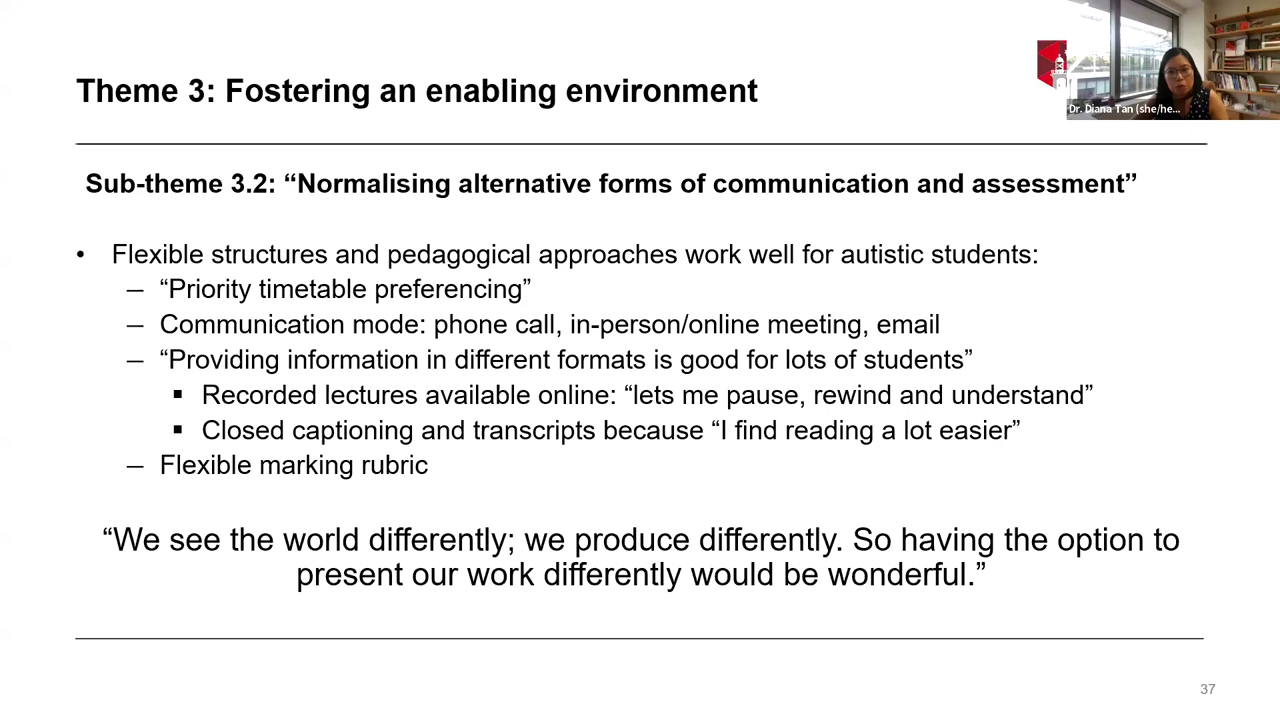 Theme 3: Fostering an enabling environment
Dr. Diana Tan (she/he...
Sub-theme 3.2: “Normalising alternative forms of communication and assessment”
• Flexible structures and pedagogical approaches work well for autistic students:
– “Priority timetable preferencing”
– Communication mode: phone call, in-person/online meeting, email
– “Providing information in different formats is good for lots of students”
▪ Recorded lectures available online: “lets me pause, rewind and understand”
▪ Closed captioning and transcripts because “I find reading a lot easier”
– Flexible marking rubric
“We see the world differently; we produce differently. So having the option to
present our work differently would be wonderful.”
37